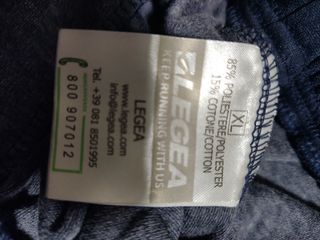 XL
85% POLIESTERE/POLYESTER
15% COTONE/COTTON
LEGEA
KEEP RUNNING WITH US
LEGEA
www.legea.com
info@legea.com
Tel. +39 081 8501995
800 907012